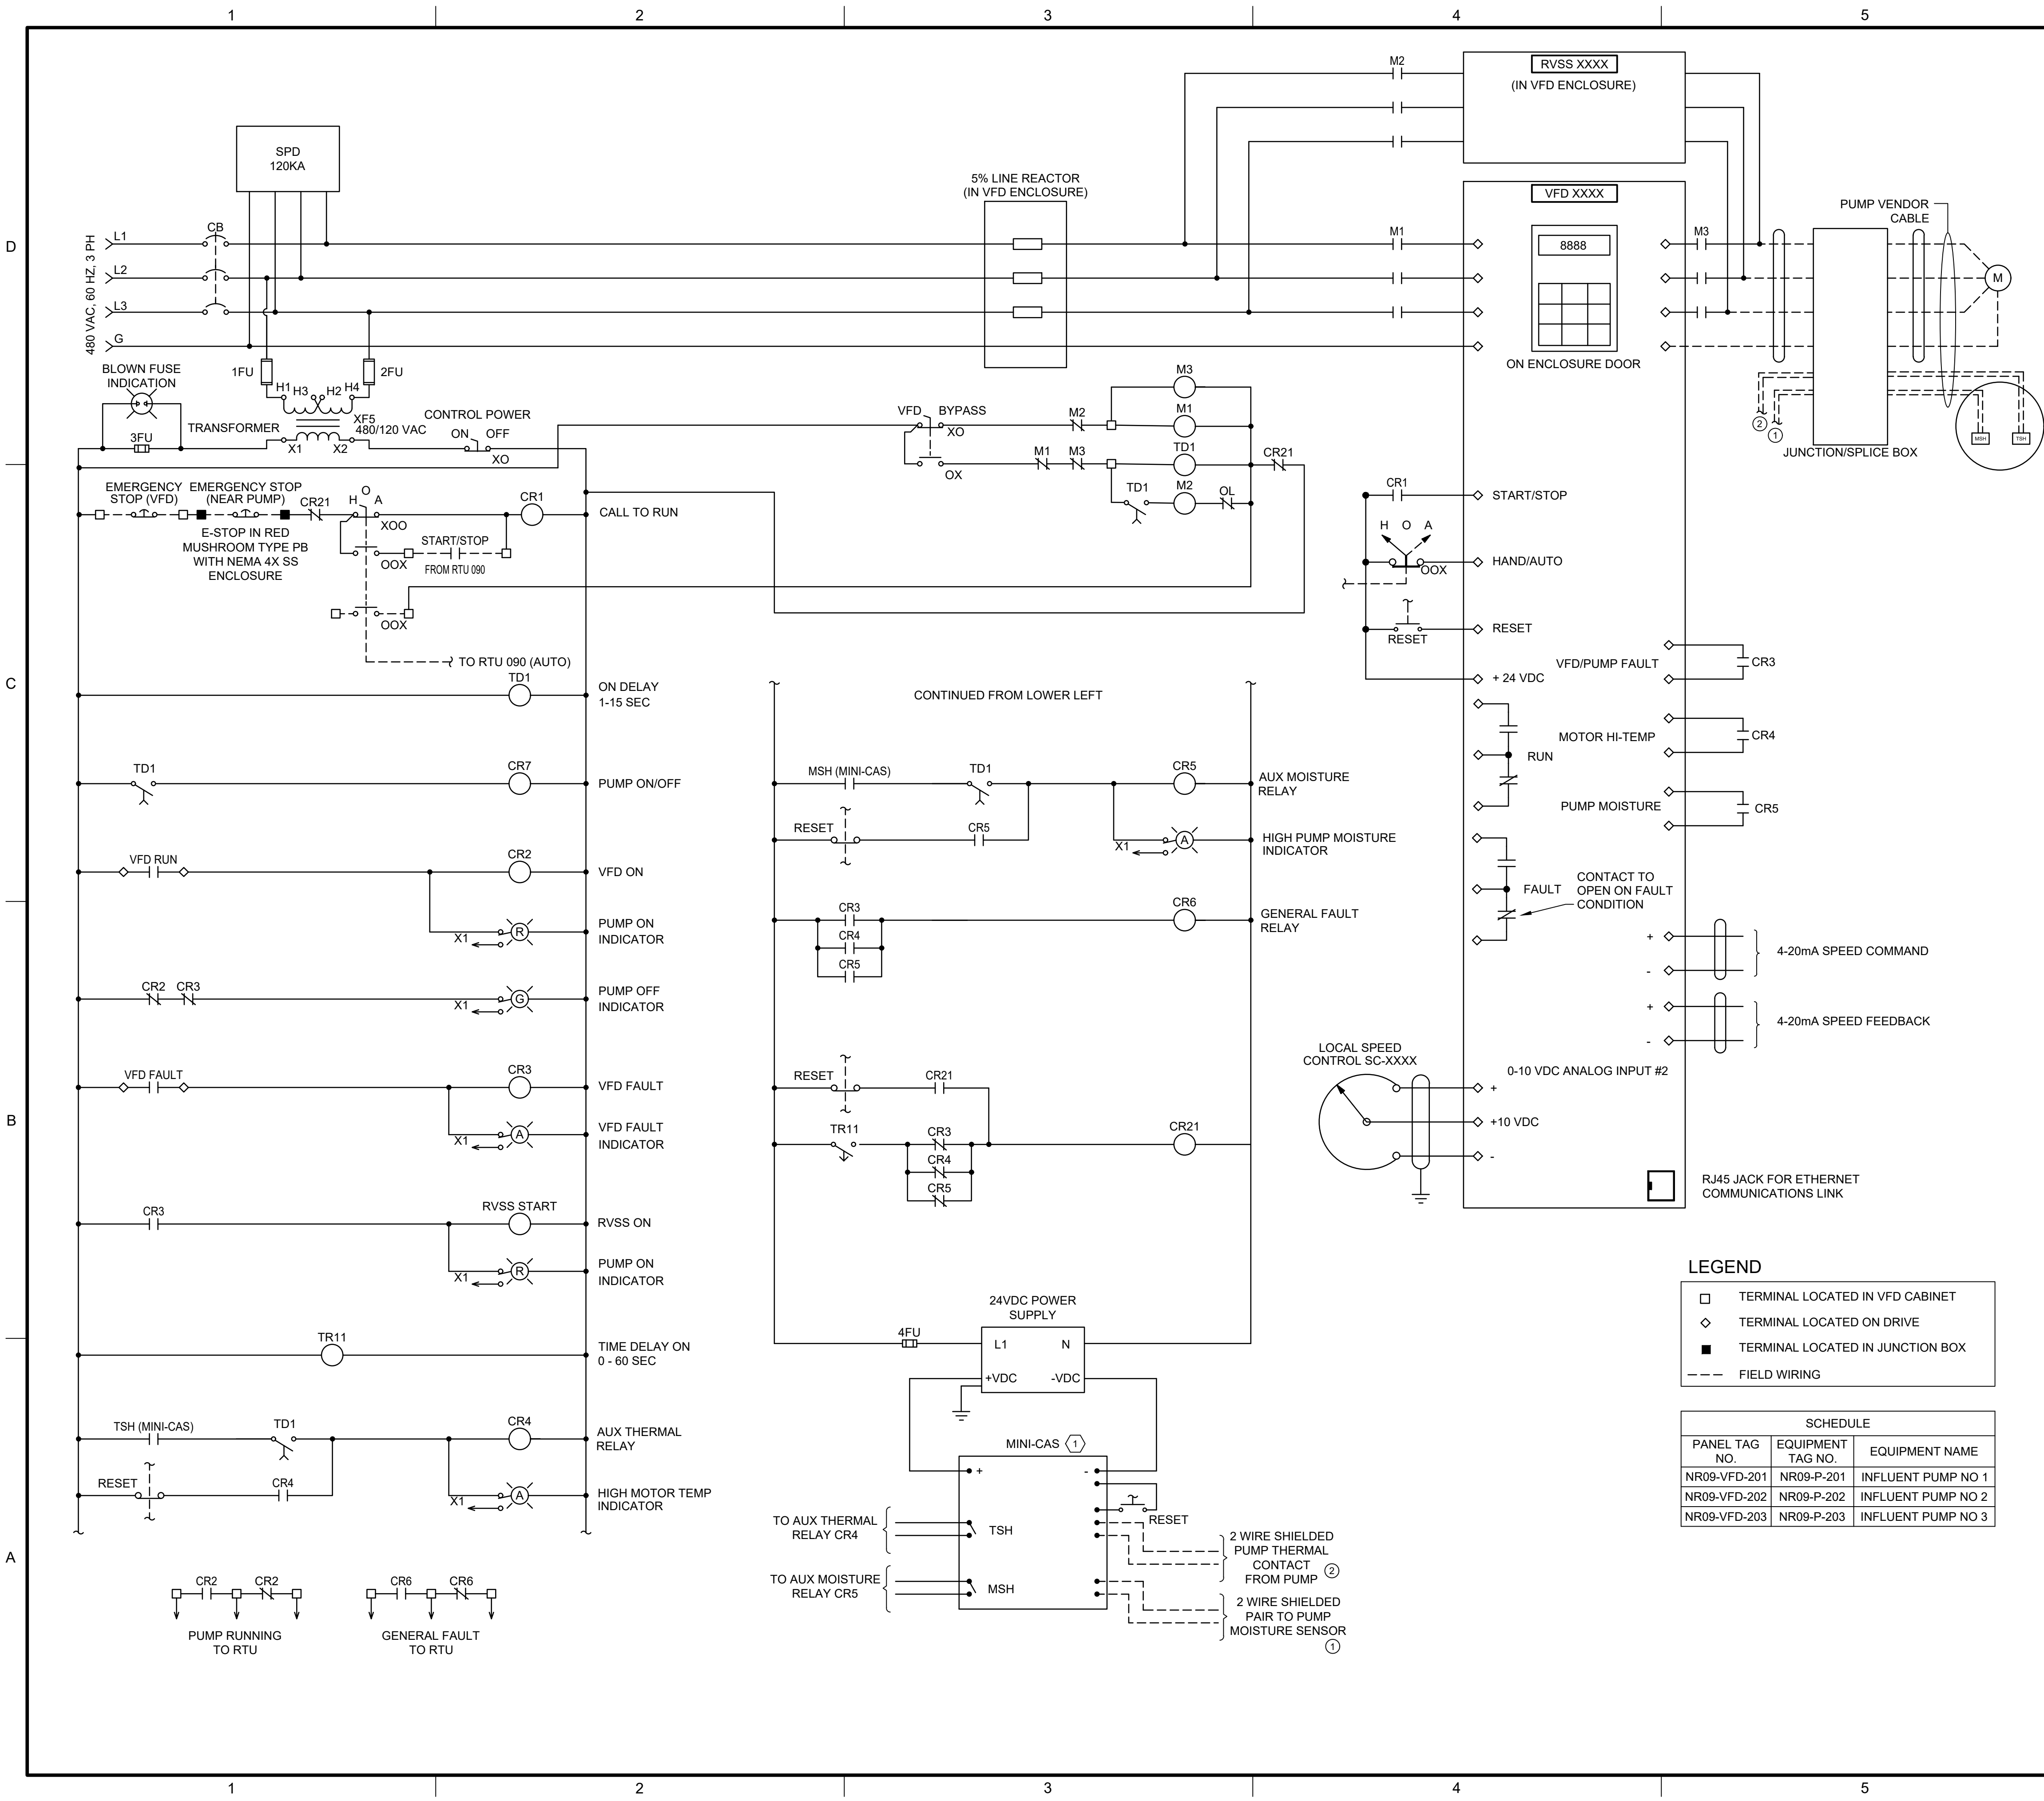 1 2 3 4 5
M2
RVSS XXXX
(IN VFD ENCLOSURE)
SPD
120KA
5% LINE REACTOR
(IN VFD ENCLOSURE)
VFD XXXX
PUMP VENDOR
CABLE
D
480 VAC, 60 HZ, 3 PH
L1
CB
M1
8888
M3
L2
M
L3
G
ON ENCLOSURE DOOR
BLOWN FUSE
INDICATION
1FU
2FU
H1 H3 H2 H4
XF5
480/120 VAC
TRANSFORMER
3FU
X1 X2
CONTROL POWER
ON OFF
XO
VFD BYPASS
XO
OX
M2
M3
M1
M1 M3
TD1
TD1
M2
OL
CR21
2
1
MSH
TSH
JUNCTION/SPLICE BOX
EMERGENCY
STOP (VFD)
EMERGENCY STOP
(NEAR PUMP)
CR21
H O A
XOO
CR1
CALL TO RUN
E-STOP IN RED
MUSHROOM TYPE PB
WITH NEMA 4X SS
ENCLOSURE
START/STOP
OOX
FROM RTU 090
OOX
TO RTU 090 (AUTO)
CR1
START/STOP
H O A
OOX
HAND/AUTO
RESET
RESET
+ 24 VDC
VFD/PUMP FAULT
CR3
MOTOR HI-TEMP
CR4
RUN
PUMP MOISTURE
CR5
FAULT
CONTACT TO
OPEN ON FAULT
CONDITION
+
-
4-20mA SPEED COMMAND
+
-
4-20mA SPEED FEEDBACK
LOCAL SPEED
CONTROL SC-XXXX
0-10 VDC ANALOG INPUT #2
+
+10 VDC
-
RJ45 JACK FOR ETHERNET
COMMUNICATIONS LINK
C
TD1
ON DELAY
1-15 SEC
TD1
CR7
PUMP ON/OFF
VFD RUN
CR2
VFD ON
X1
R
PUMP ON
INDICATOR
CR2 CR3
X1
G
PUMP OFF
INDICATOR
B
VFD FAULT
CR3
VFD FAULT
X1
A
VFD FAULT
INDICATOR
CR3
RVSS START
RVSS ON
X1
R
PUMP ON
INDICATOR
TR11
TIME DELAY ON
0 - 60 SEC
TSH (MINI-CAS)
TD1
CR4
AUX THERMAL
RELAY
RESET
CR4
X1
A
HIGH MOTOR TEMP
INDICATOR
A
CR2 CR2
PUMP RUNNING
TO RTU
CR6 CR6
GENERAL FAULT
TO RTU
CONTINUED FROM LOWER LEFT
MSH (MINI-CAS)
TD1
CR5
AUX MOISTURE
RELAY
RESET
CR5
X1
A
HIGH PUMP MOISTURE
INDICATOR
CR3
CR4
CR5
CR6
GENERAL FAULT
RELAY
RESET
CR21
TR11
CR3
CR4
CR5
CR21
24VDC POWER
SUPPLY
4FU
L1 N
+VDC -VDC
MINI-CAS 1
+ -
RESET
TO AUX THERMAL
RELAY CR4
TSH
2 WIRE SHIELDED
PUMP THERMAL
CONTACT
FROM PUMP 2
TO AUX MOISTURE
RELAY CR5
MSH
2 WIRE SHIELDED
PAIR TO PUMP
MOISTURE SENSOR
1
LEGEND
TERMINAL LOCATED IN VFD CABINET
TERMINAL LOCATED ON DRIVE
TERMINAL LOCATED IN JUNCTION BOX
FIELD WIRING
SCHEDULE
PANEL TAG NO. EQUIPMENT TAG NO. EQUIPMENT NAME
NR09-VFD-201 NR09-P-201 INFLUENT PUMP NO 1
NR09-VFD-202 NR09-P-202 INFLUENT PUMP NO 2
NR09-VFD-203 NR09-P-203 INFLUENT PUMP NO 3
1 2 3 4 5